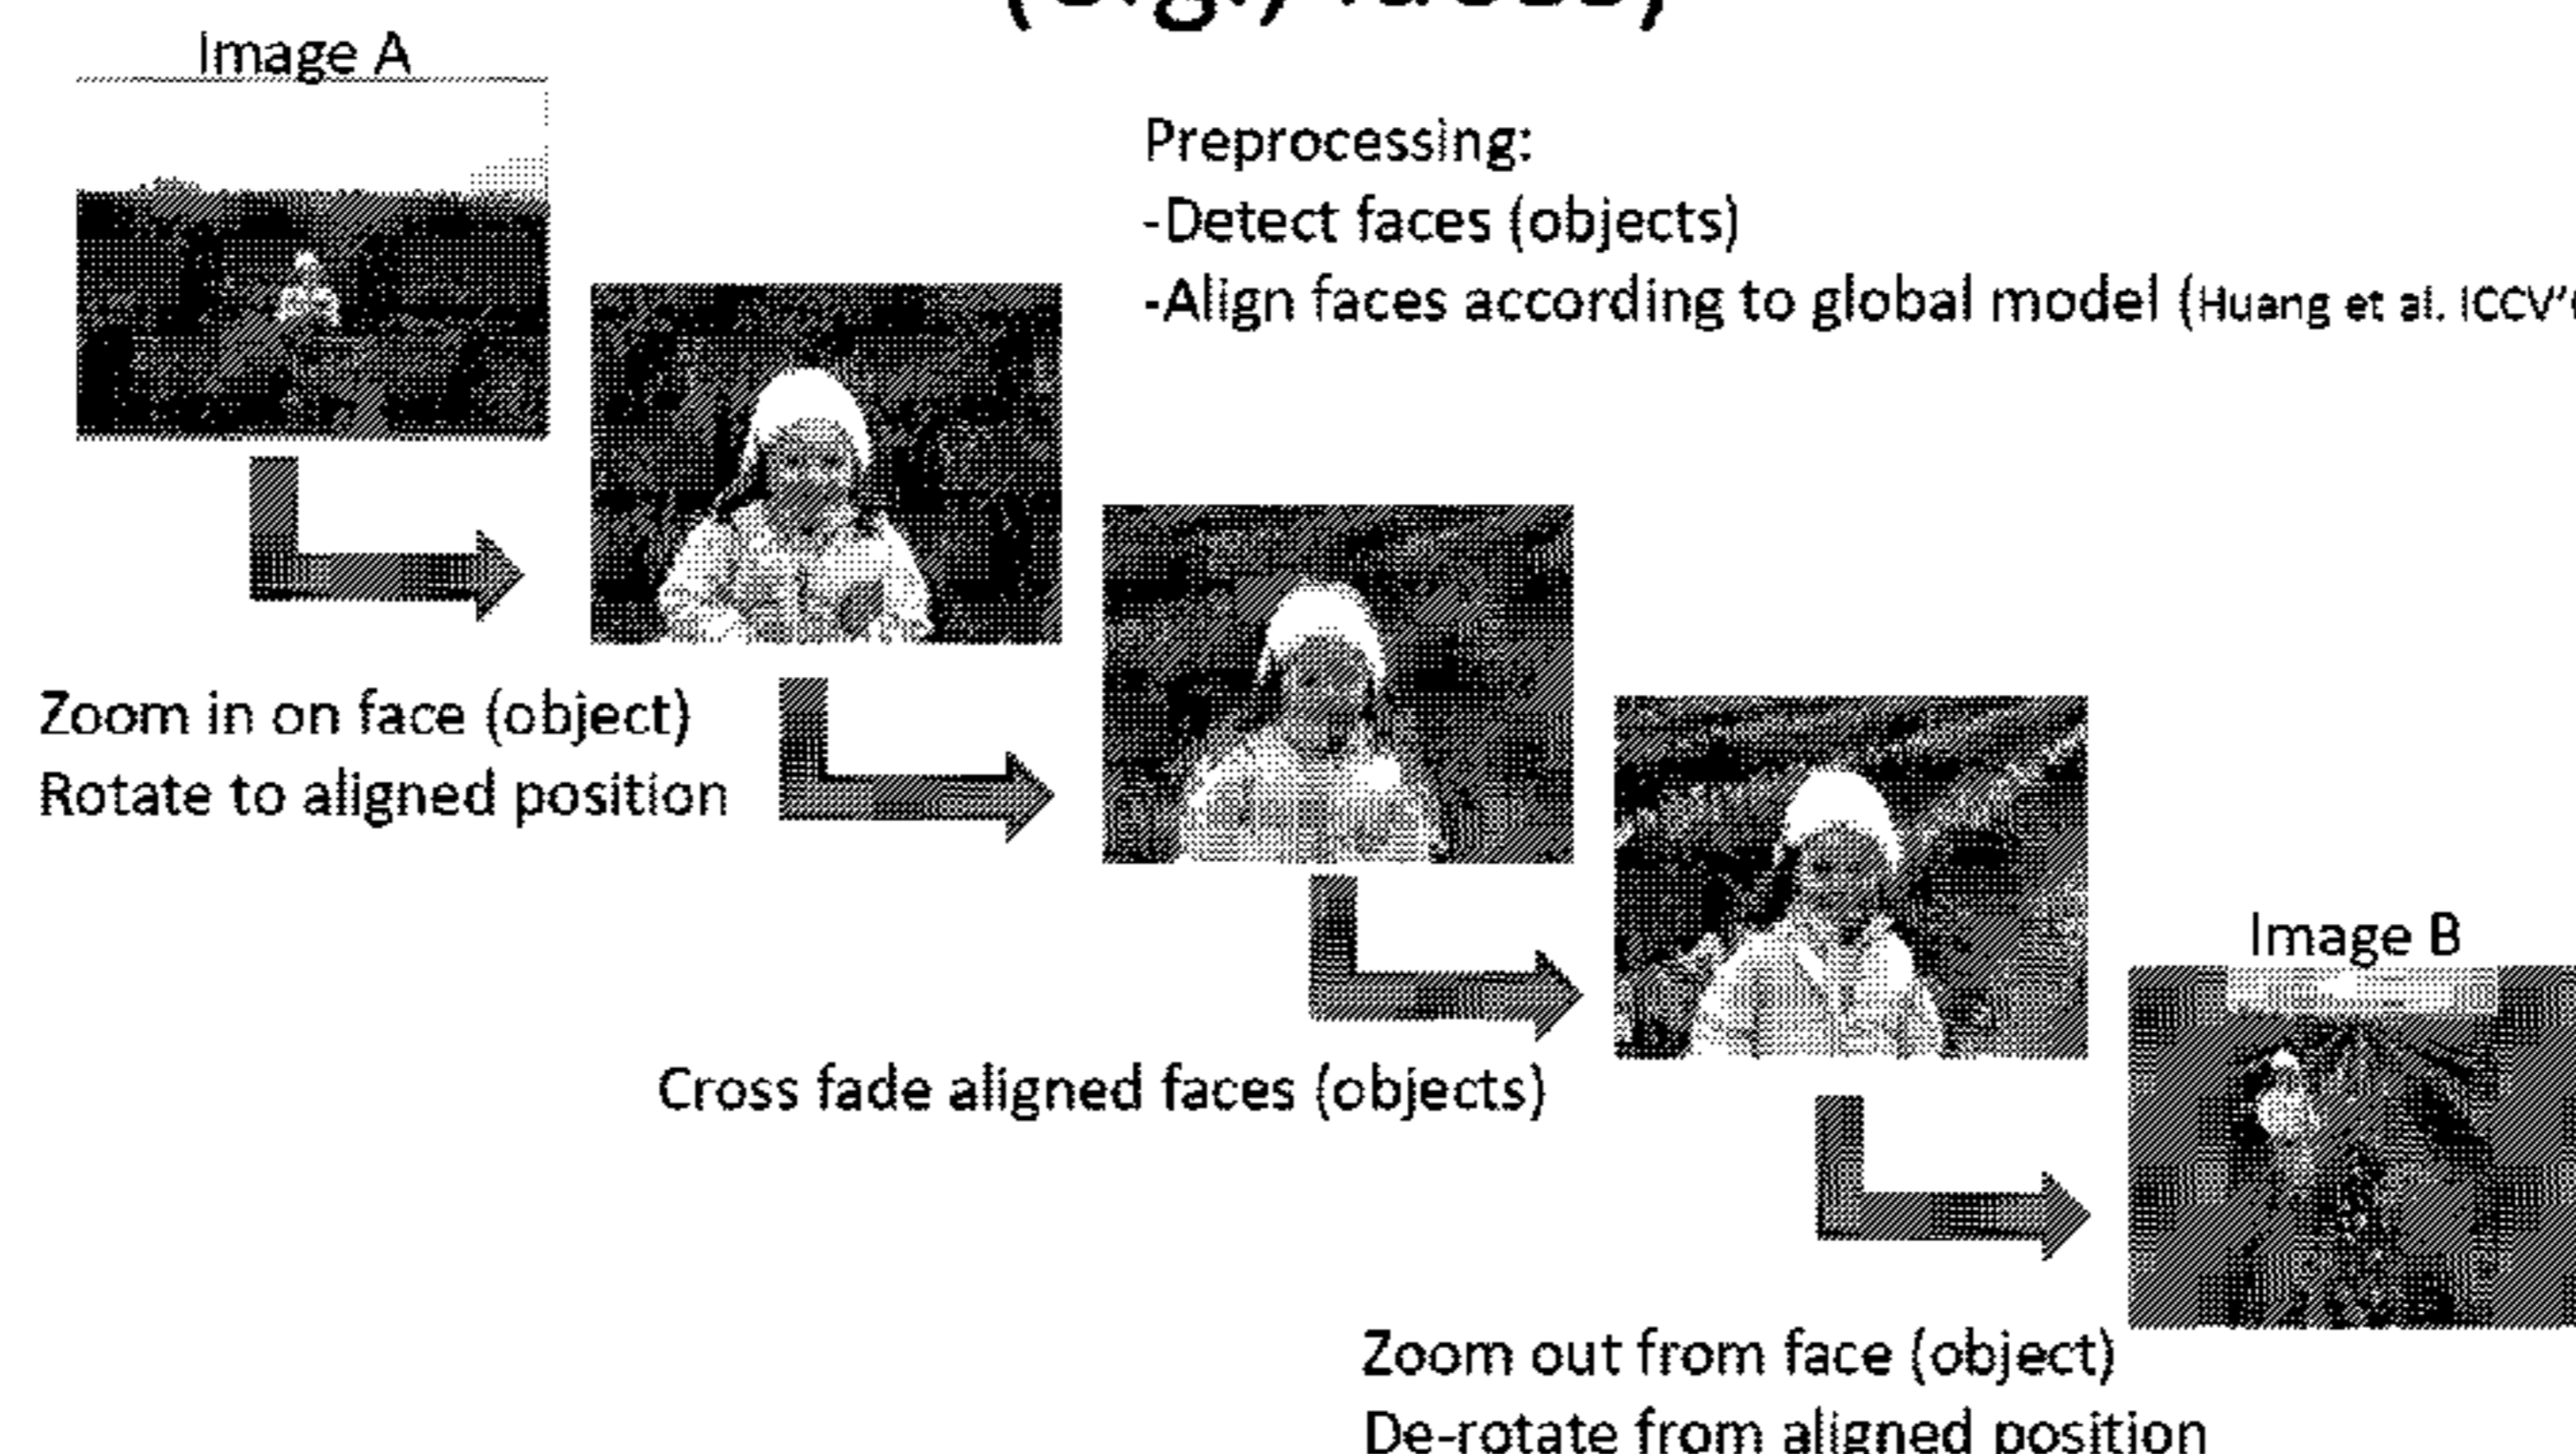 Image A
Preprocessing:
-Detect faces (objects)
-Align faces according to global model (Huang et al.
Zoom in on face (object)
Rotate to aligned position
Cross fade aligned faces (objects)
Image B
Zoom out from face (object)
De-rotate from aligned position